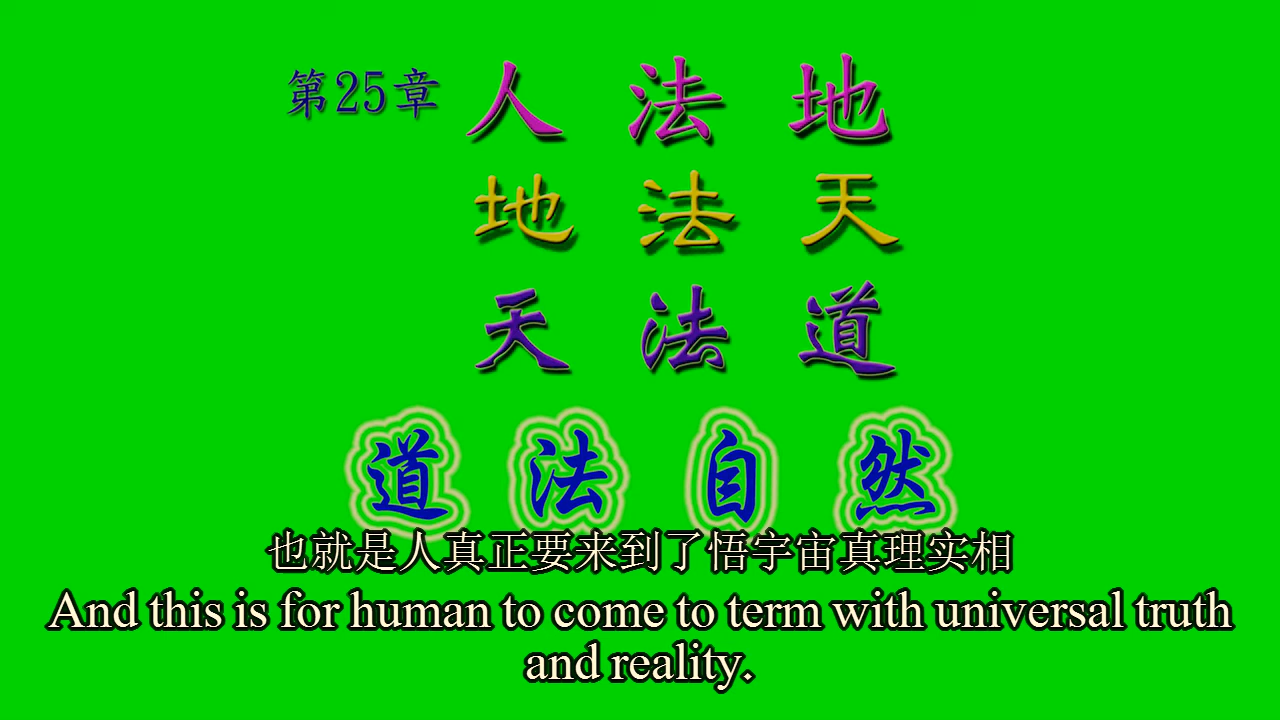 第25章 人法地
地法天
天法道
道法自然
也就是人真正要来到了悟宇宙真理实相
And this is for human to come to term with universal truth
and reality.